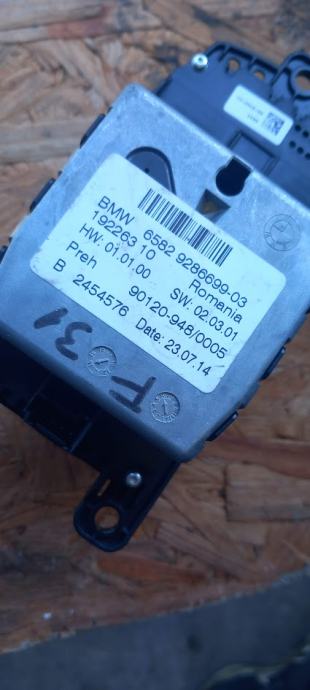 BMW 6582 9286699-03
192263 10 Romania
HW: 01.01.00 SW: 02.03.01
Preh 90120-948/0005
B 2454576 Date: 23.07.14
F31